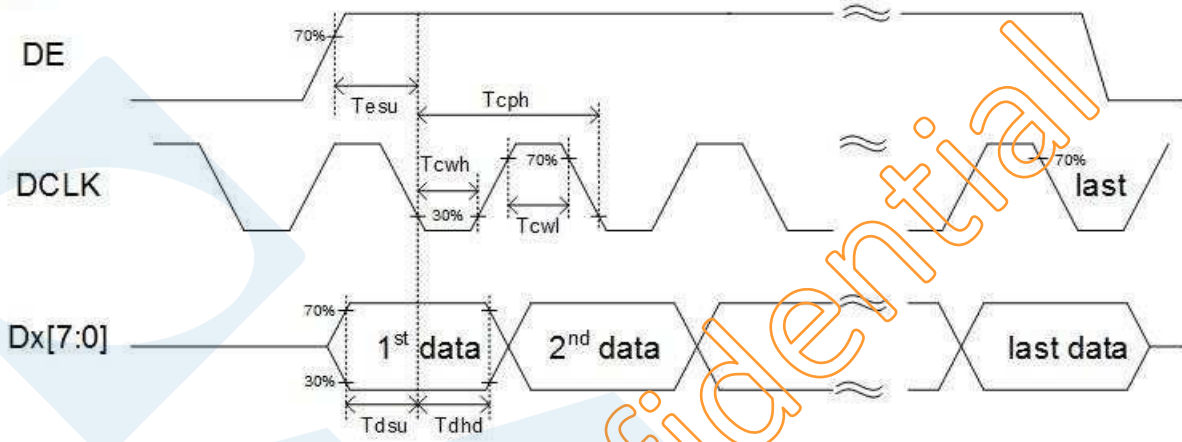 DE
70%
Tesu
Tcph
DCLK
Tcwh
70%
30%
Tcwl
70%
last
Dx[7:0]
70%
30%
1st data
2nd data
last data
Tdsu
Tdhd
fidential